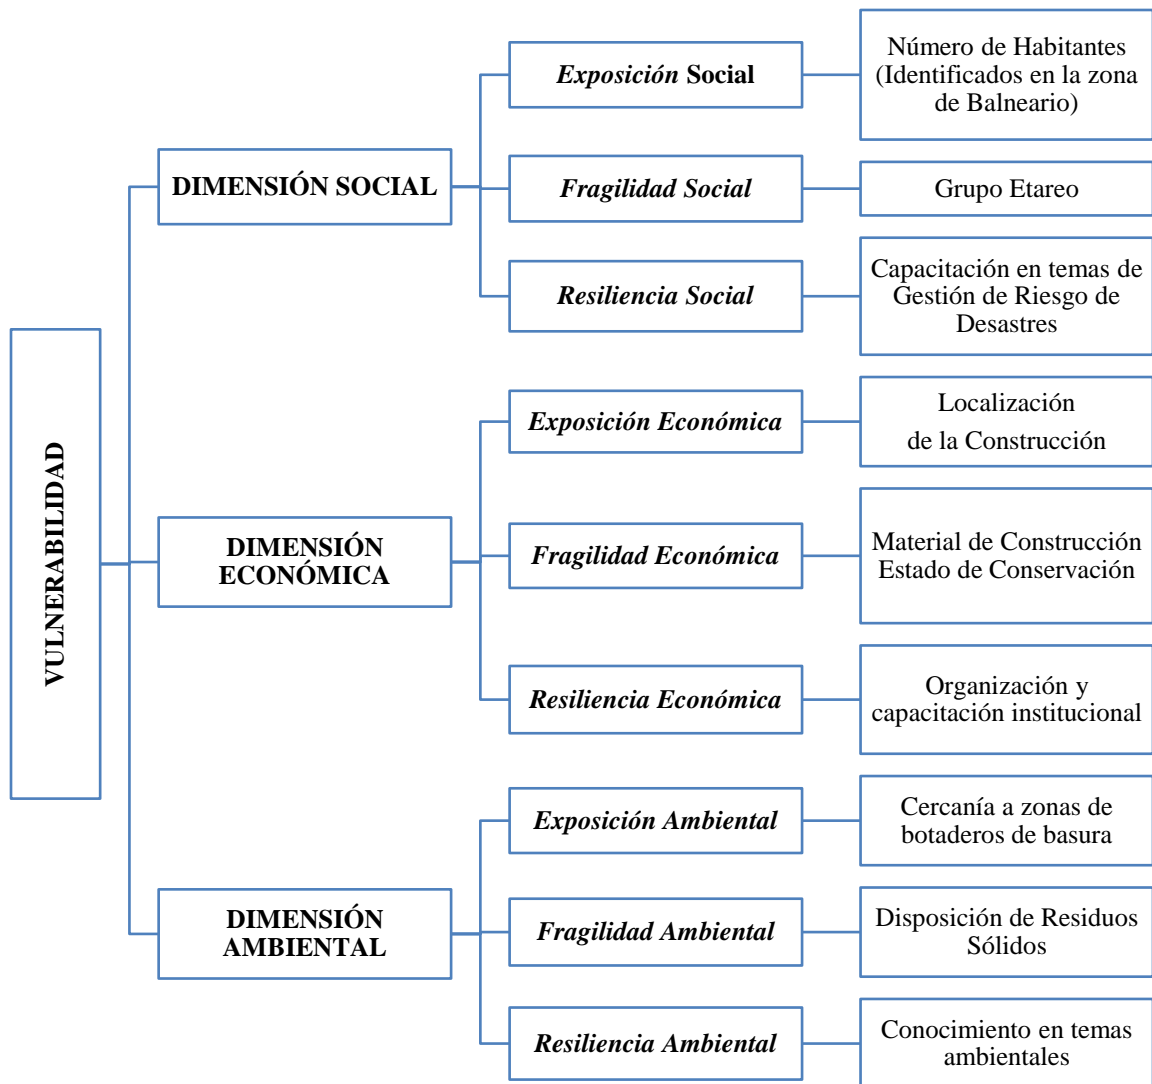 VULNERABILIDAD
DIMENSIÓN SOCIAL
Exposición Social
Número de Habitantes
(Identificados en la zona
de Balneario)
Fragilidad Social
Grupo Etareo
Resiliencia Social
Capacitación en temas de
Gestión de Riesgo de
Desastres
DIMENSIÓN
ECONÓMICA
Exposición Económica
Localización
de la Construcción
Fragilidad Económica
Material de Construcción
Estado de Conservación
Resiliencia Económica
Organización y
capacitación institucional
DIMENSIÓN
AMBIENTAL
Exposición Ambiental
Cercanía a zonas de
botaderos de basura
Fragilidad Ambiental
Disposición de Residuos
Sólidos
Resiliencia Ambiental
Conocimiento en temas
ambientales